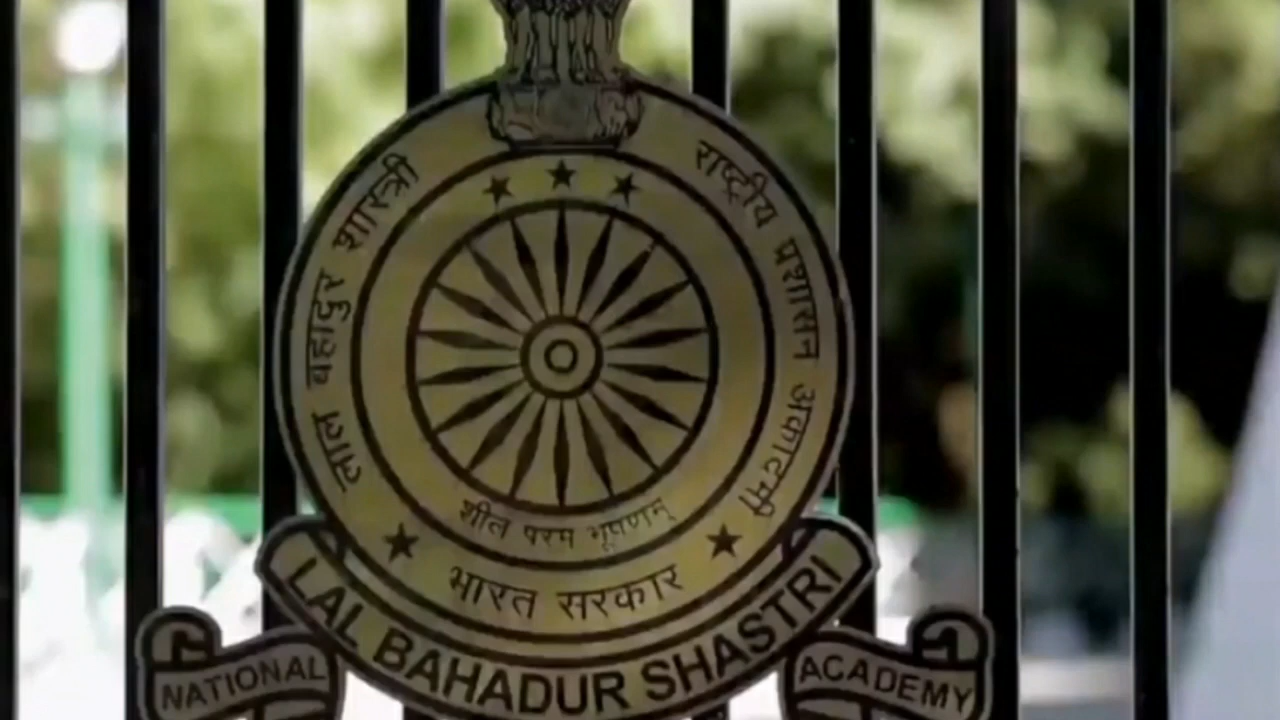 लाल बहादुर शास्त्री
राष्ट्रीय प्रशासन अकादमी
शीलं परम भूषणम्
भारत सरकार
LAL BAHADUR SHASTRI
NATIONAL
ACADEMY